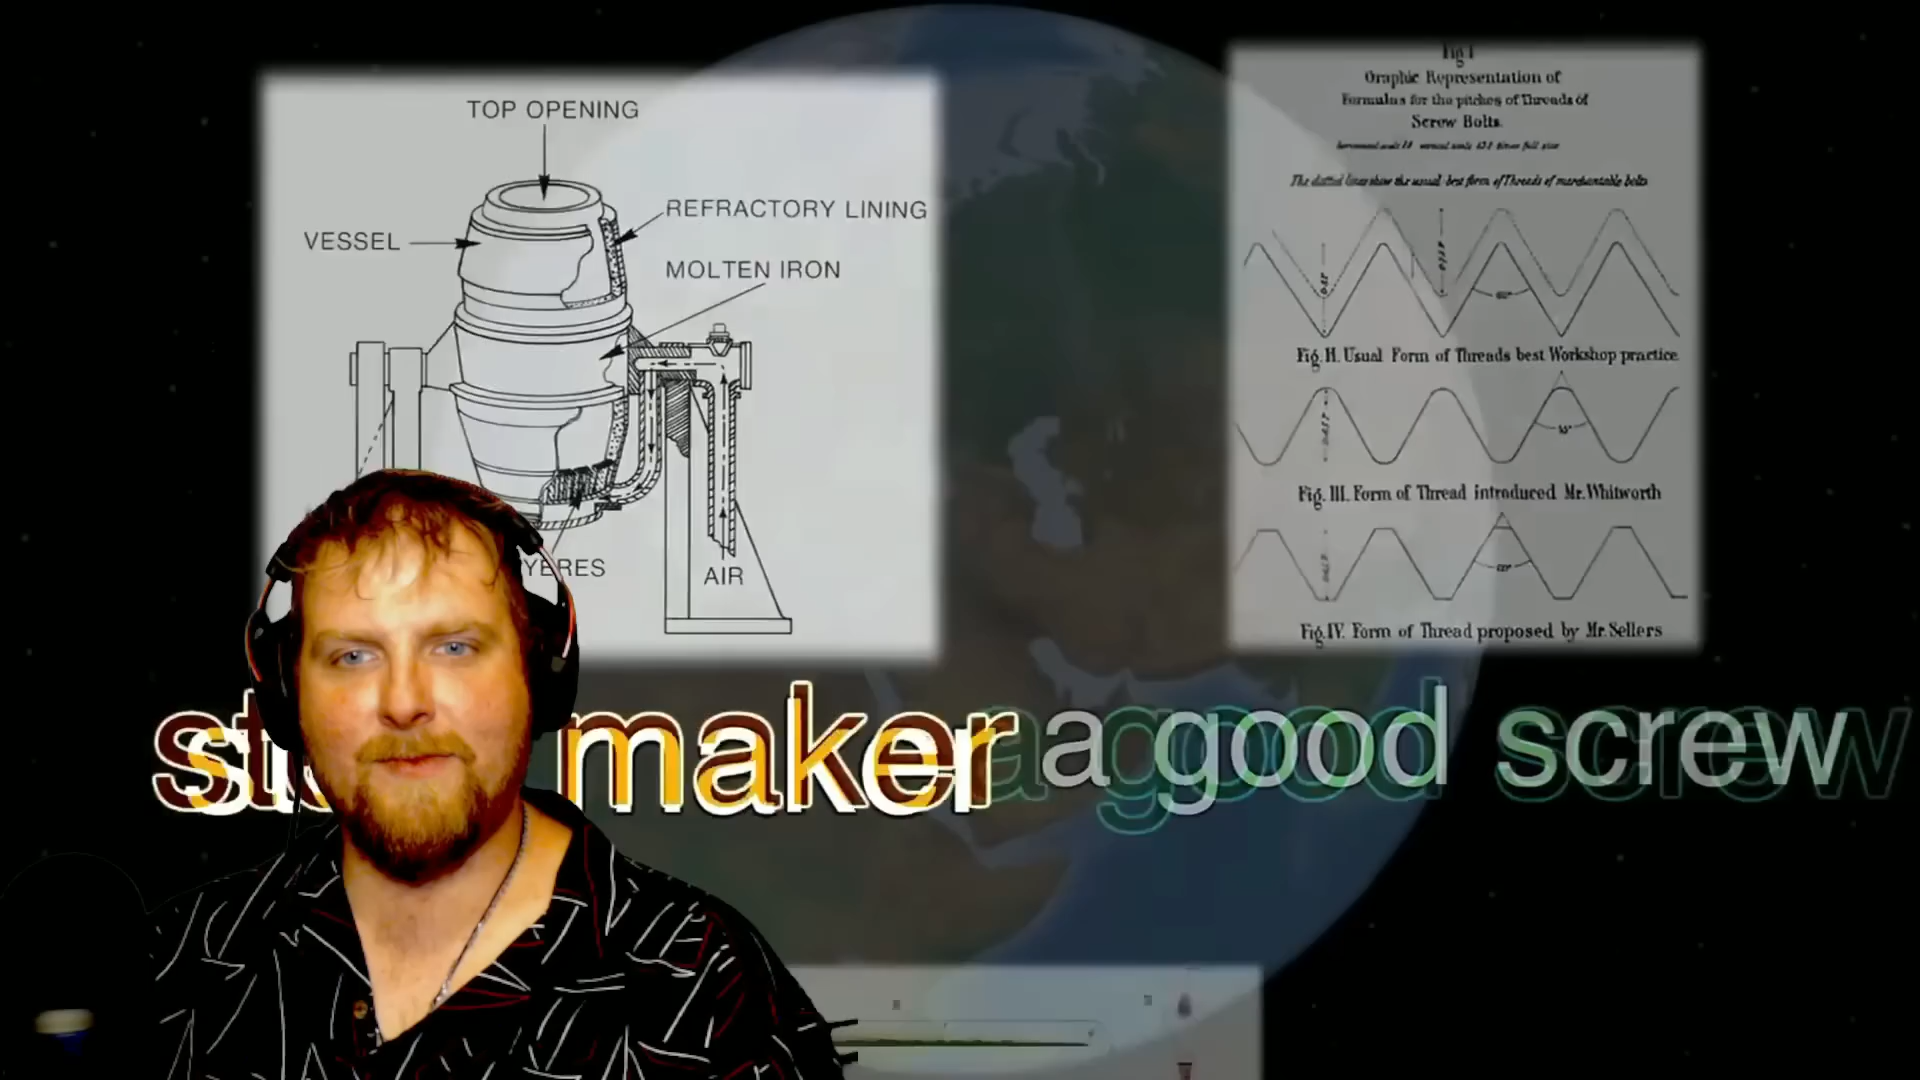 TOP OPENING
REFRACTORY LINING
VESSEL
MOLTEN IRON
YERES
AIR
Fig I
Graphic Representation of
Formulas for the pitches of Threads of
Screw Bolts.
The dotted lines show the usual best form of Threads of merchantable bolts
Fig. II. Usual Form of Threads best Workshop practice
Fig. III. Form of Thread introduced Mr. Whitworth
Fig. IV. Form of Thread proposed by Mr. Sellers
maker a good screw